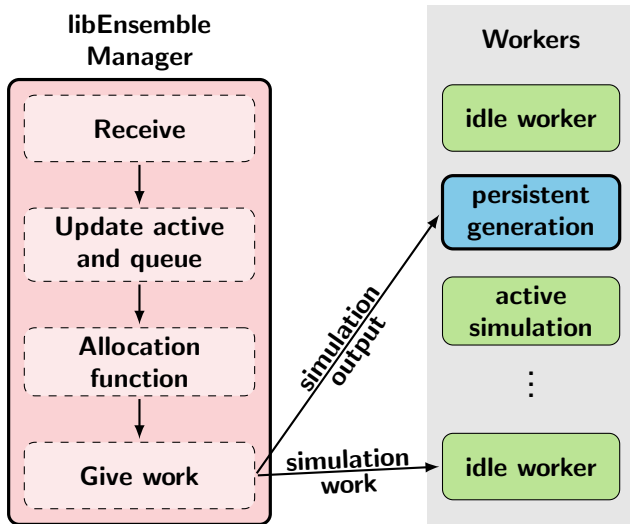 libEnsemble
Manager
Receive
Update active
and queue
Allocation
function
Give work
simulation
output
simulation
work
Workers
idle worker
persistent
generation
active
simulation
⋮
idle worker